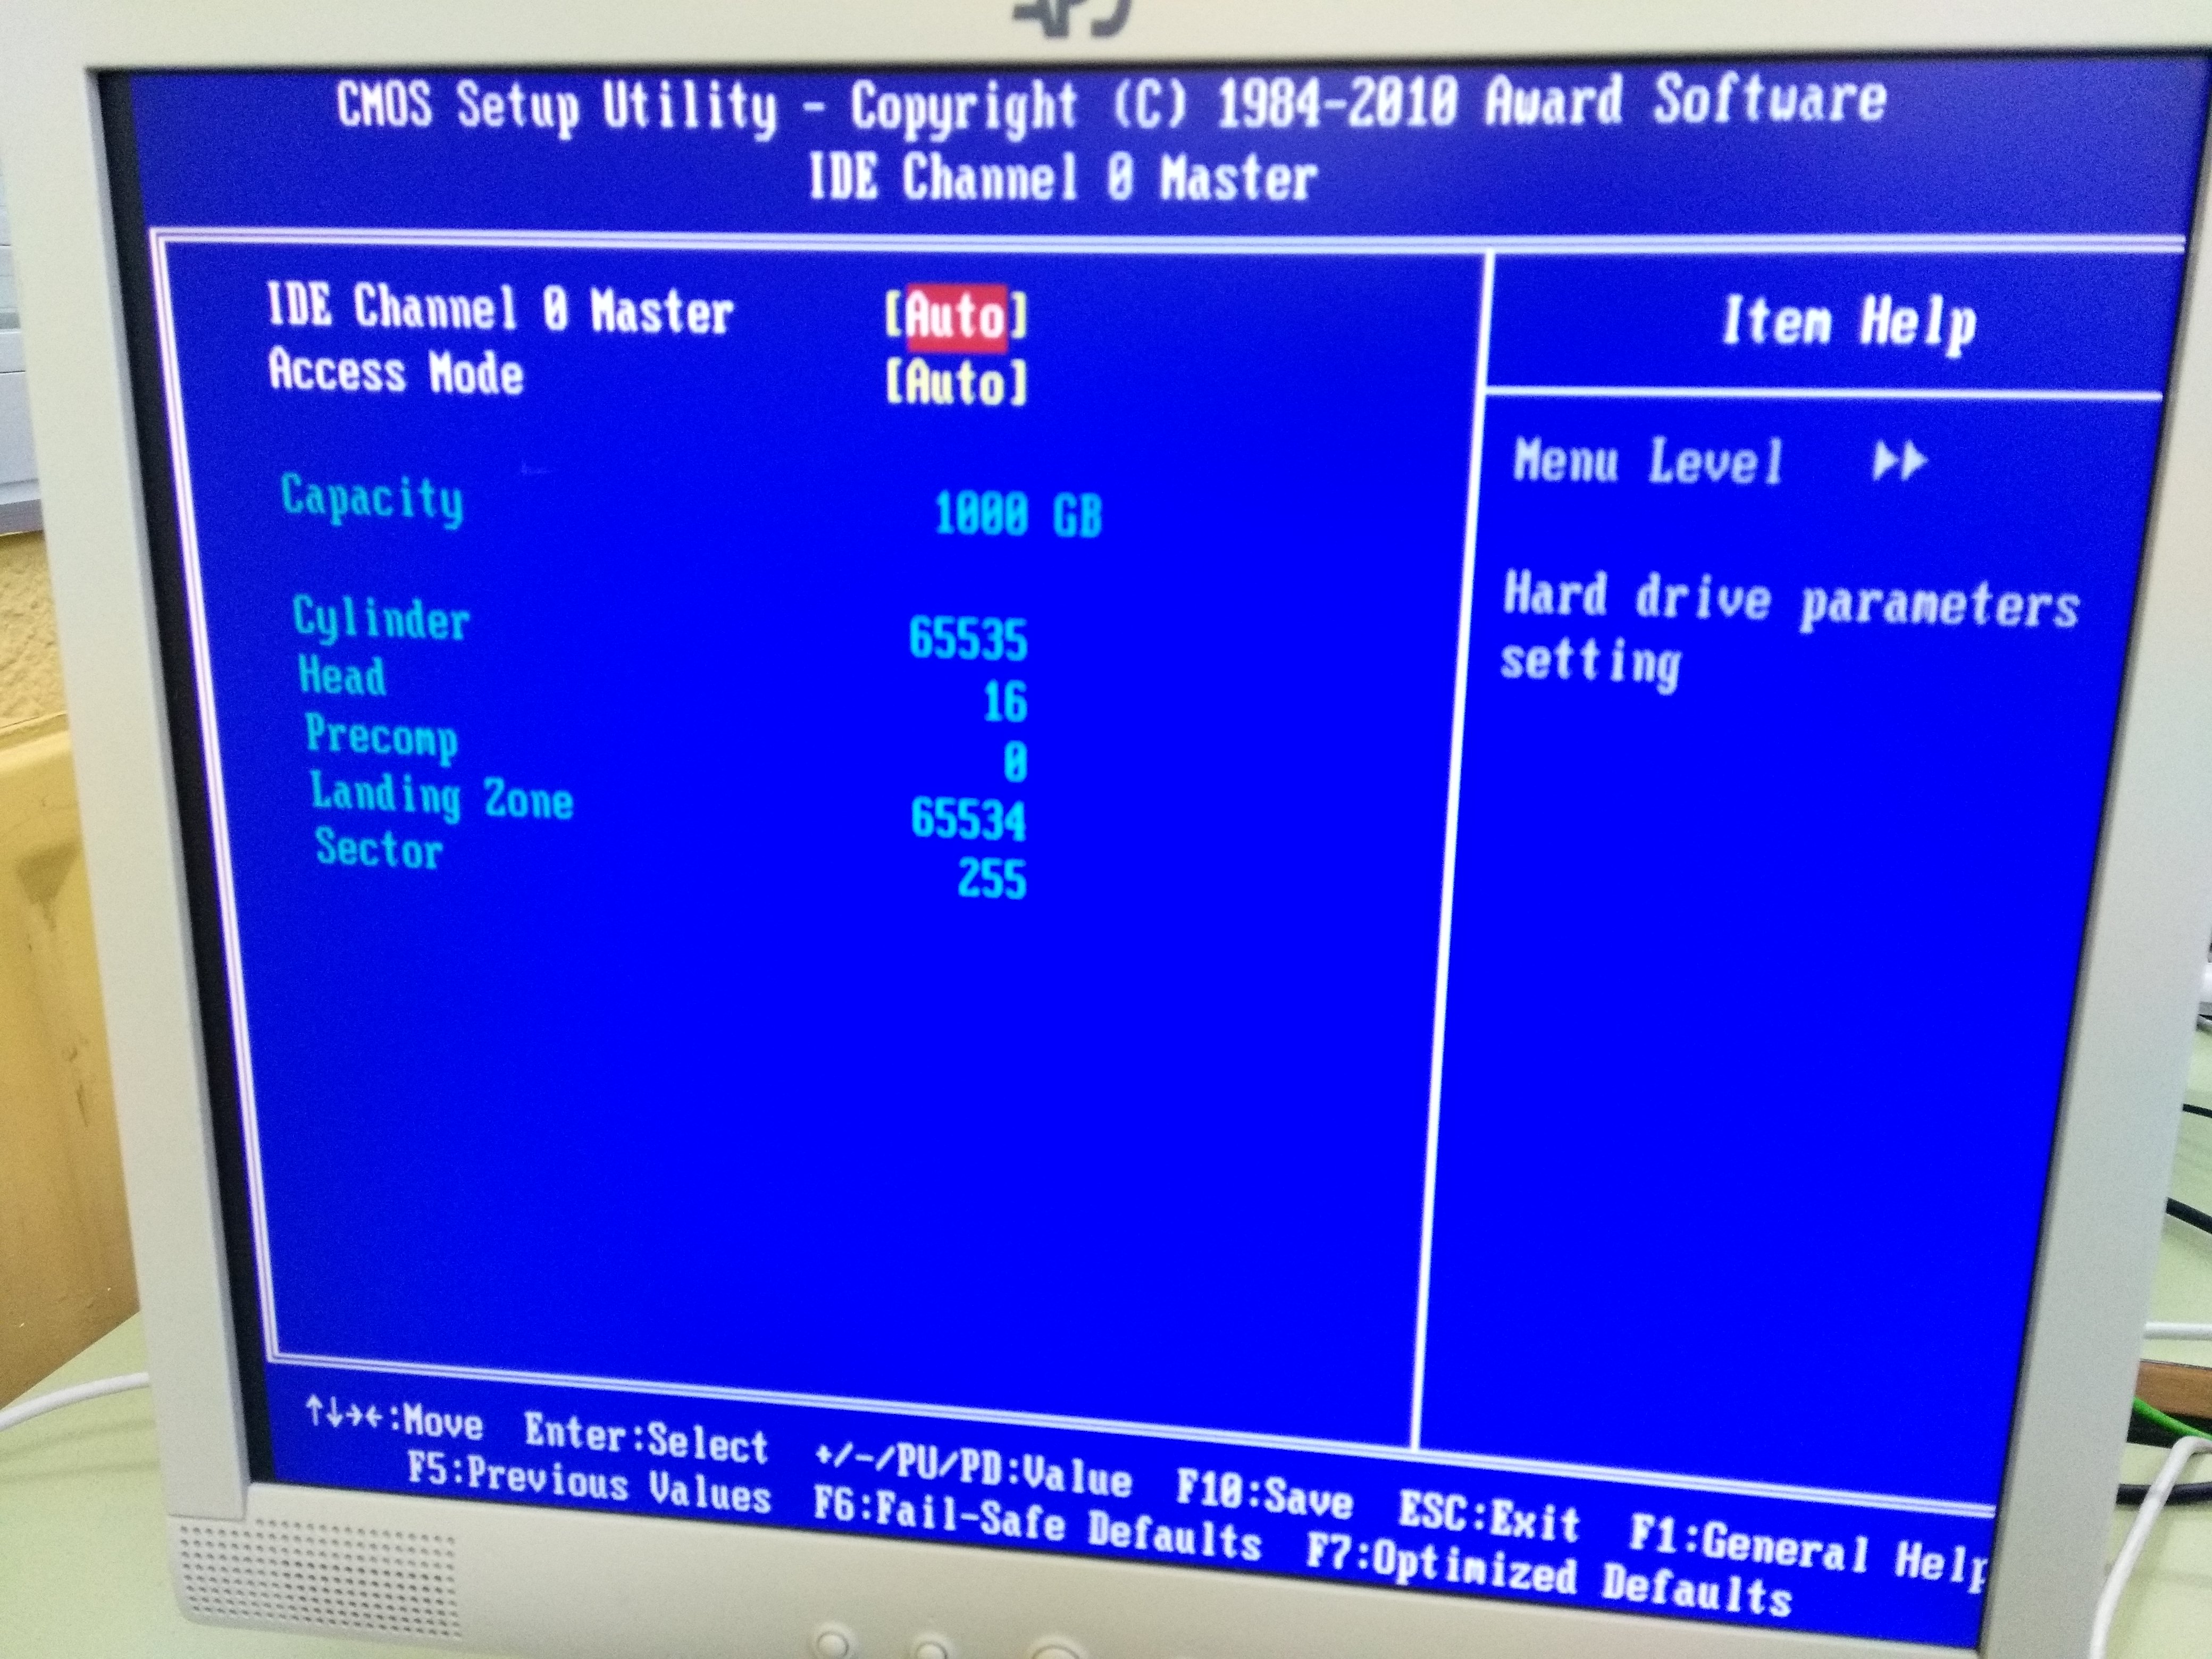 CMOS Setup Utility - Copyright (C) 1984-2010 Award Software
IDE Channel 0 Master
IDE Channel 0 Master [Auto]
Access Mode [Auto]
Capacity 1000 GB
Cylinder 65535
Head 16
Precomp 0
Landing Zone 65534
Sector 255
Item Help
Menu Level ▶▶
Hard drive parameters
setting
↑↓→←:Move Enter:Select +/-/PU/PD:Value F10:Save ESC:Exit F1:General Help
F5:Previous Values F6:Fail-Safe Defaults F7:Optimized Defaults